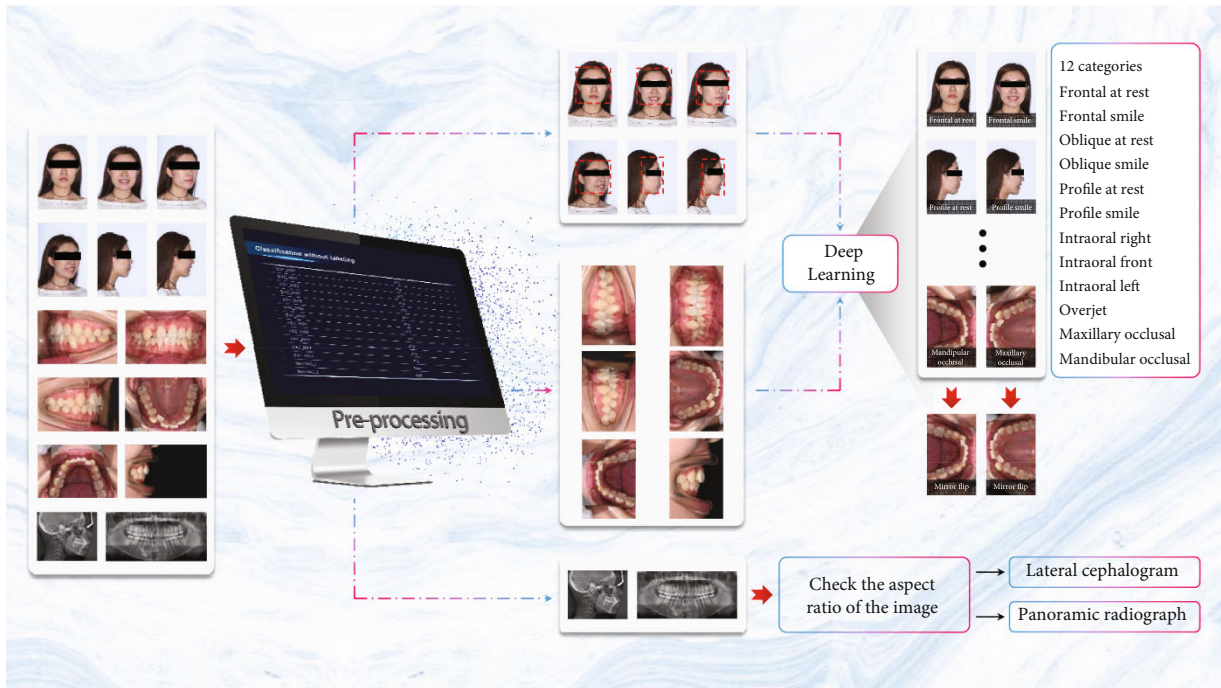 Classification without labeling
Pre-processing
Deep
Learning
Frontal at rest
Frontal smile
Profile at rest
Profile smile
Mandipular
occlusal
Maxillary
occlusal
Mirror flip
Mirror flip
12 categories
Frontal at rest
Frontal smile
Oblique at rest
Oblique smile
Profile at rest
Profile smile
Intraoral right
Intraoral front
Intraoral left
Overjet
Maxillary occlusal
Mandibular occlusal
Check the aspect
ratio of the image
Lateral cephalogram
Panoramic radiograph